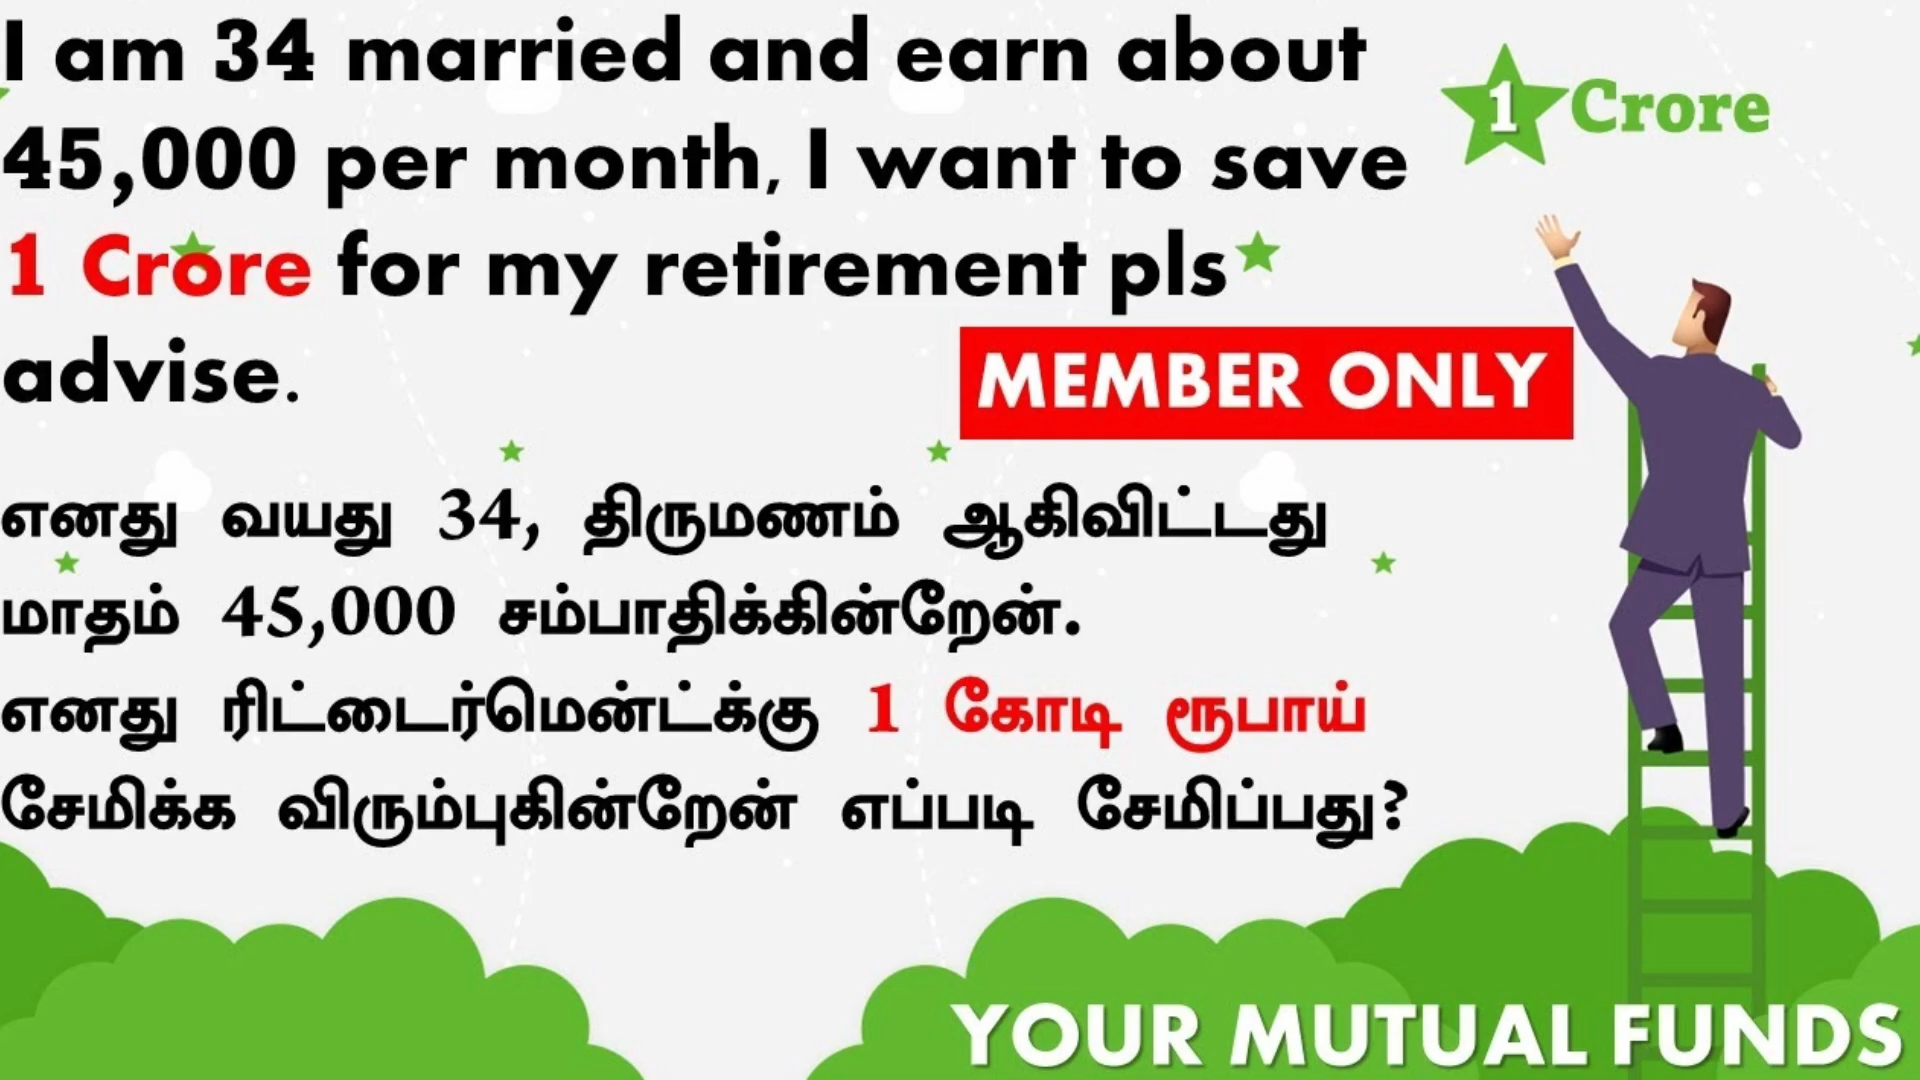 I am 34 married and earn about
45,000 per month, I want to save
1 Crore for my retirement pls
advise.
1 Crore
MEMBER ONLY
எனது வயது 34, திருமணம் ஆகிவிட்டது
மாதம் 45,000 சம்பாதிக்கின்றேன்.
எனது ரிட்டைர்மென்ட்க்கு 1 கோடி ரூபாய்
சேமிக்க விரும்புகின்றேன் எப்படி சேமிப்பது?
YOUR MUTUAL FUNDS